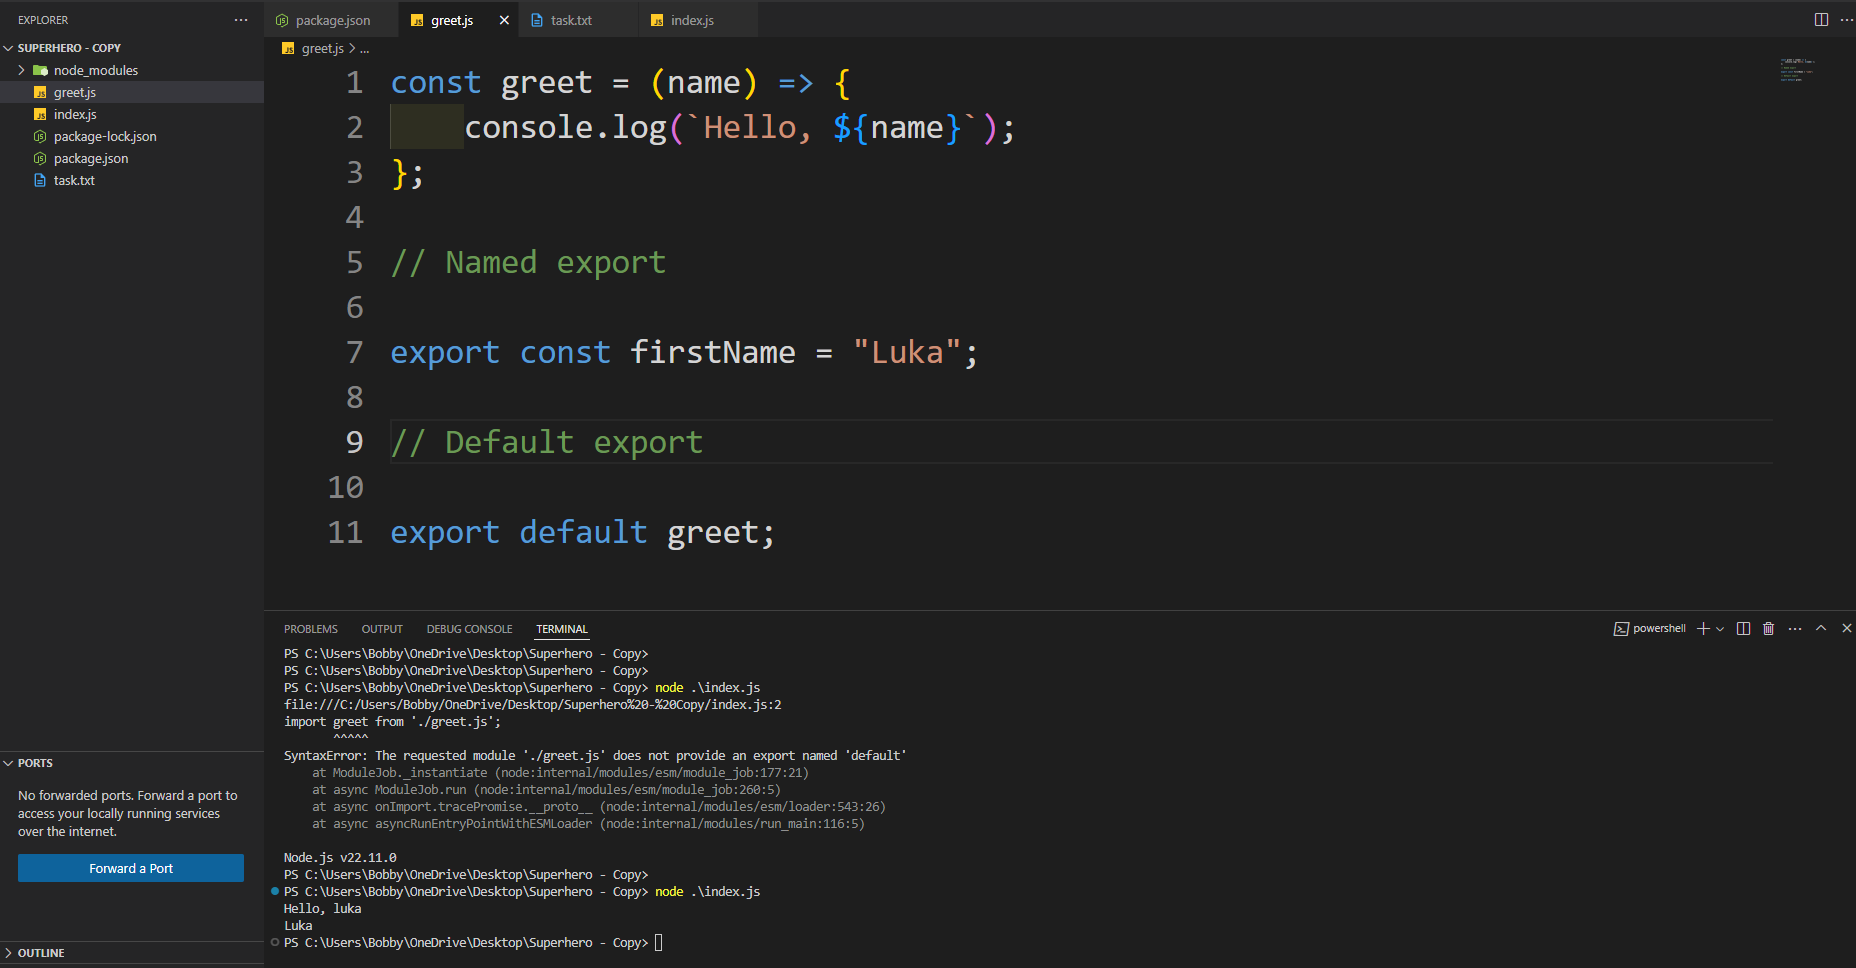 EXPLORER
SUPERHERO - COPY
node_modules
greet.js
index.js
package-lock.json
package.json
task.txt
PORTS
No forwarded ports. Forward a port to
access your locally running services
over the internet.
Forward a Port
OUTLINE
package.json greet.js task.txt index.js
greet.js > ...
1 const greet = (name) => {
2 console.log(`Hello, ${name}`);
3 };
4
5 // Named export
6
7 export const firstName = "Luka";
8
9 // Default export
10
11 export default greet;
PROBLEMS OUTPUT DEBUG CONSOLE TERMINAL powershell
PS C:\Users\Bobby\OneDrive\Desktop\Superhero - Copy>
PS C:\Users\Bobby\OneDrive\Desktop\Superhero - Copy>
PS C:\Users\Bobby\OneDrive\Desktop\Superhero - Copy> node .\index.js
file:///C:/Users/Bobby/OneDrive/Desktop/Superhero%20-%20Copy/index.js:2
import greet from './greet.js';
^^^^^
SyntaxError: The requested module './greet.js' does not provide an export named 'default'
at ModuleJob._instantiate (node:internal/modules/esm/module_job:177:21)
at async ModuleJob.run (node:internal/modules/esm/module_job:260:5)
at async onImport.tracePromise.__proto__ (node:internal/modules/esm/loader:543:26)
at async asyncRunEntryPointWithESMLoader (node:internal/modules/run_main:116:5)
Node.js v22.11.0
PS C:\Users\Bobby\OneDrive\Desktop\Superhero - Copy>
PS C:\Users\Bobby\OneDrive\Desktop\Superhero - Copy> node .\index.js
Hello, luka
Luka
PS C:\Users\Bobby\OneDrive\Desktop\Superhero - Copy>